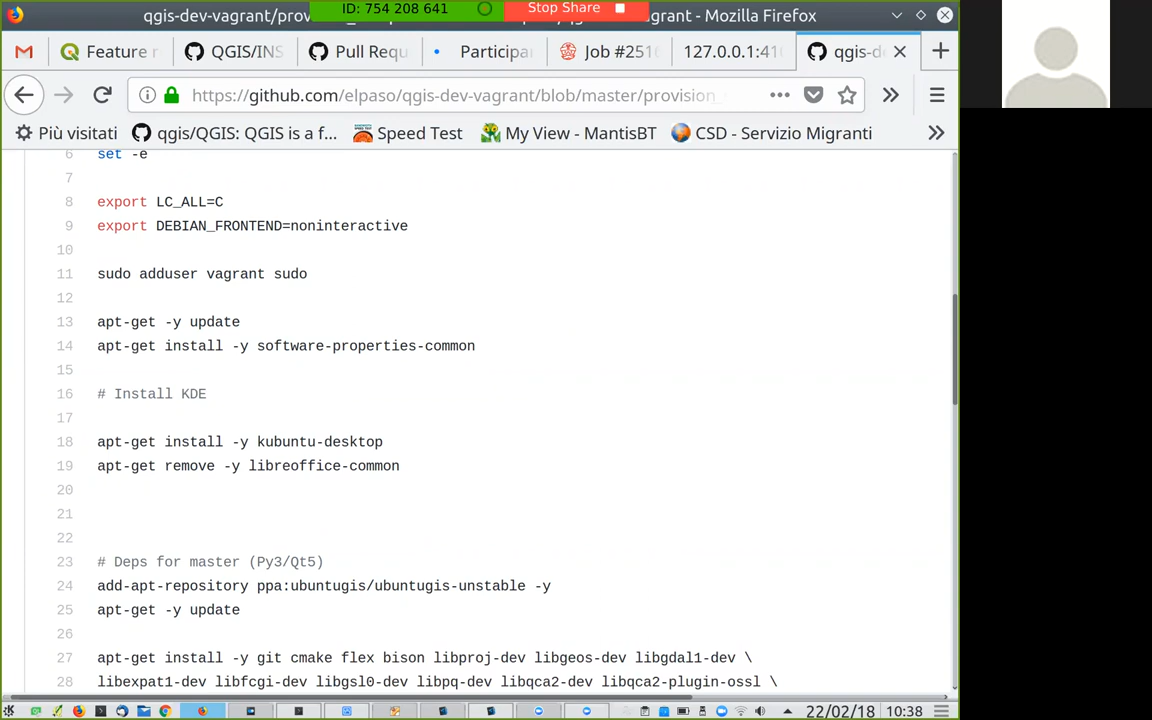 qgis-dev-vagrant/prov
ID: 754 208 641
Stop Share
grant - Mozilla Firefox
Feature r
QGIS/INS
Pull Requ
Participa
Job #251
127.0.0.1:41
qgis-d
https://github.com/elpaso/qgis-dev-vagrant/blob/master/provision_
Più visitati
qgis/QGIS: QGIS is a f...
Speed Test
My View - MantisBT
CSD - Servizio Migranti
6 set -e
7
8 export LC_ALL=C
9 export DEBIAN_FRONTEND=noninteractive
10
11 sudo adduser vagrant sudo
12
13 apt-get -y update
14 apt-get install -y software-properties-common
15
16 # Install KDE
17
18 apt-get install -y kubuntu-desktop
19 apt-get remove -y libreoffice-common
20
21
22
23 # Deps for master (Py3/Qt5)
24 add-apt-repository ppa:ubuntugis/ubuntugis-unstable -y
25 apt-get -y update
26
27 apt-get install -y git cmake flex bison libproj-dev libgeos-dev libgdal1-dev \
28 libexpat1-dev libfcgi-dev libgsl0-dev libpq-dev libqca2-dev libqca2-plugin-ossl \
22/02/18 10:38